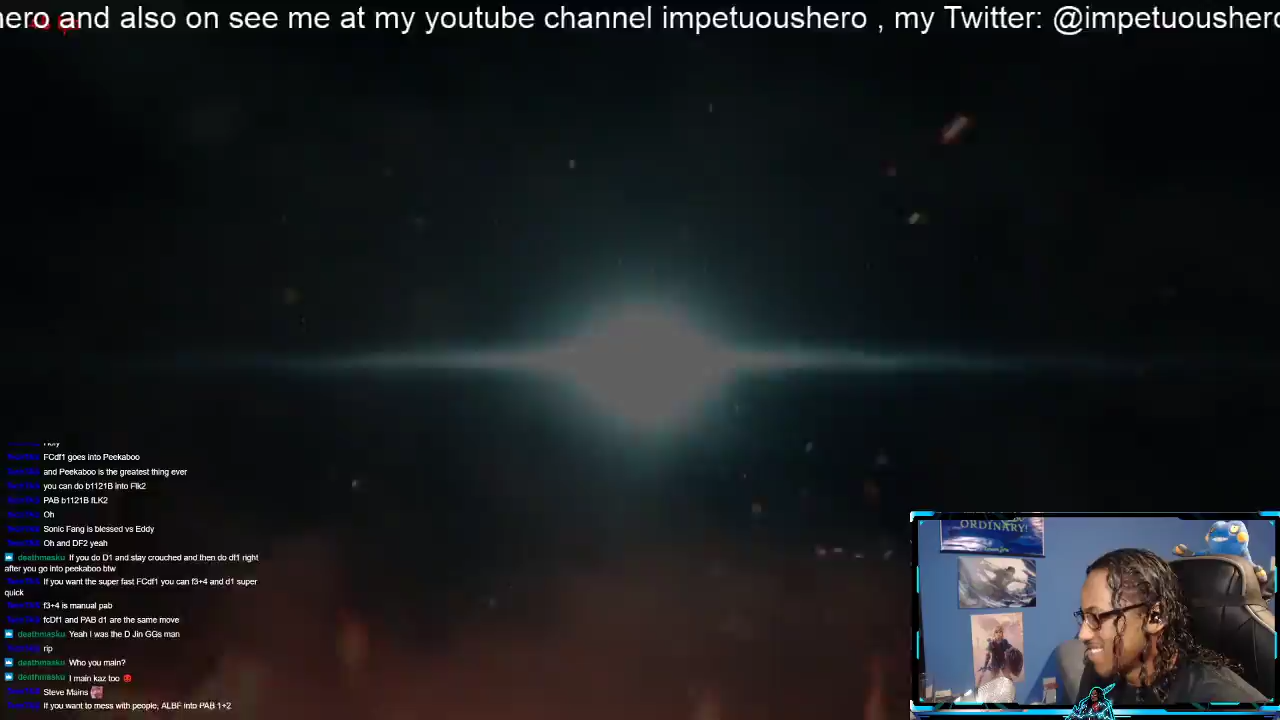 hero and also on see me at my youtube channel impetuoushero , my Twitter: @impetuoushero
FCdf1 goes into Peekaboo
and Peekaboo is the greatest thing ever
you can do b1121B into Flk2
PAB b1121B fLK2
Oh
Sonic Fang is blessed vs Eddy
Oh and DF2 yeah
deathmasku If you do D1 and stay crouched and then do df1 right
after you go into peekaboo btw
If you want the super fast FCdf1 you can f3+4 and d1 super
quick
f3+4 is manual pab
fcDf1 and PAB d1 are the same move
deathmasku Yeah I was the D Jin GGs man
rip
deathmasku Who you main?
deathmasku I main kaz too
Steve Mains
If you want to mess with people, ALBF into PAB 1+2
ORDINARY!